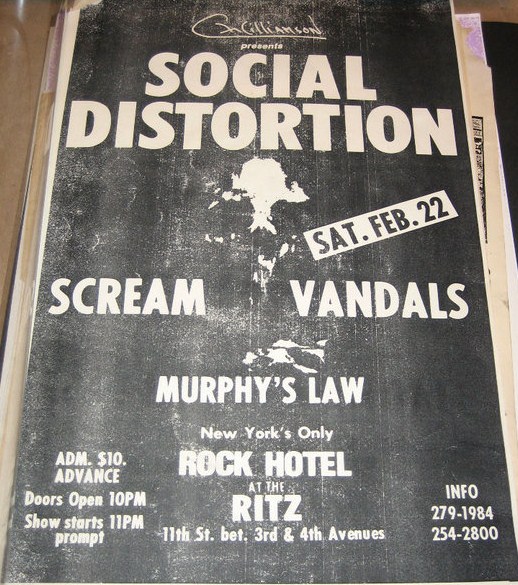 Williamson
presents
SOCIAL
DISTORTION
SAT. FEB. 22
SCREAM
VANDALS
MURPHY'S LAW
New York's Only
ROCK HOTEL
AT THE
RITZ
11th St. bet. 3rd & 4th Avenues
ADM. $10.
ADVANCE
Doors Open 10PM
Show starts 11PM
prompt
INFO
279-1984
254-2800